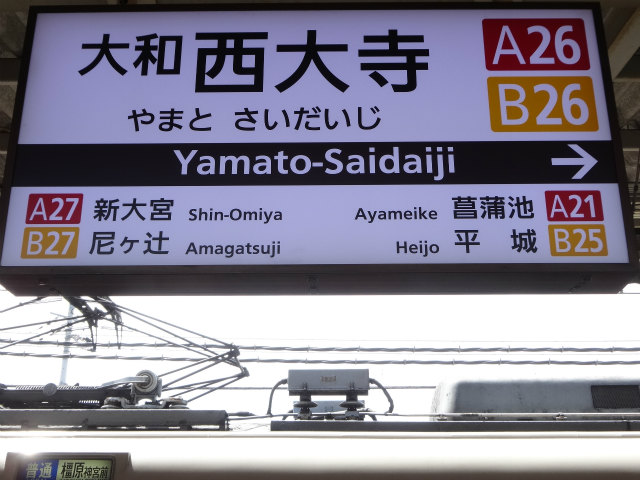 大和西大寺 A26
B26
やまと さいだいじ
Yamato-Saidaiji →
A27 新大宮 Shin-Omiya Ayameike 菖蒲池 A21
B27 尼ヶ辻 Amagatsuji Heijo 平城 B25
普通 橿原神宮前